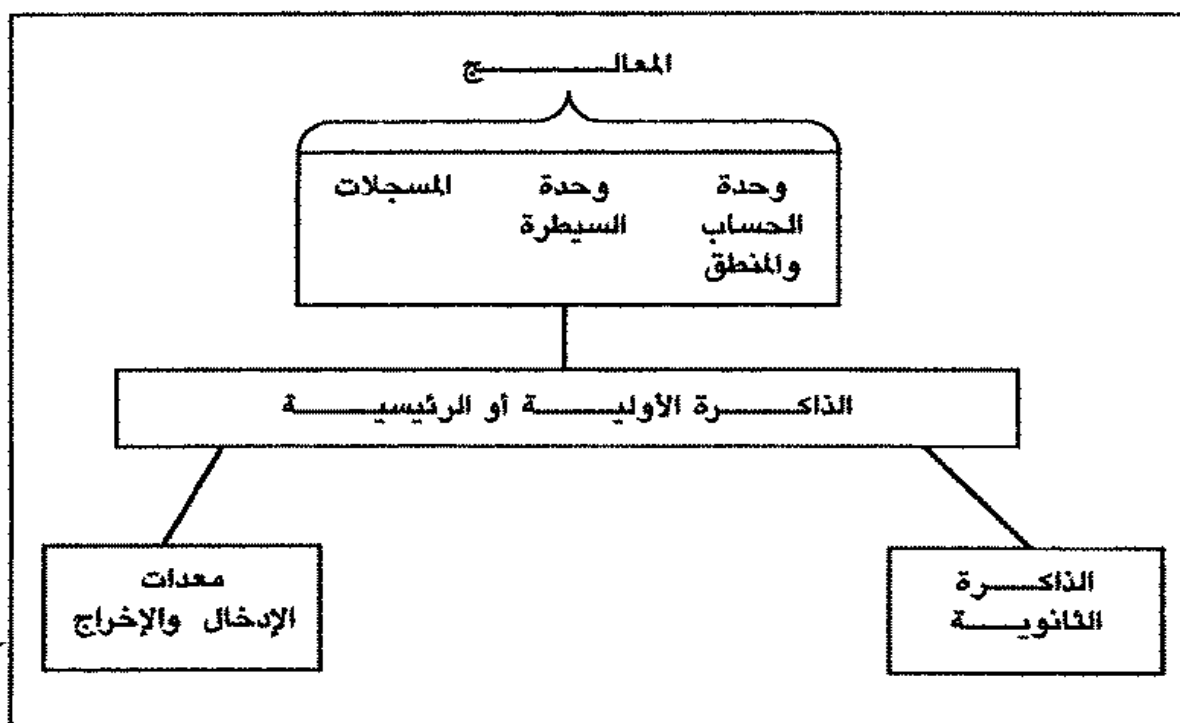 المعالج
وحدة
الحساب
والمنطق
وحدة
السيطرة
المسجلات
الذاكرة الأولية أو الرئيسية
الذاكرة
الثانوية
معدات
الإدخال والإخراج